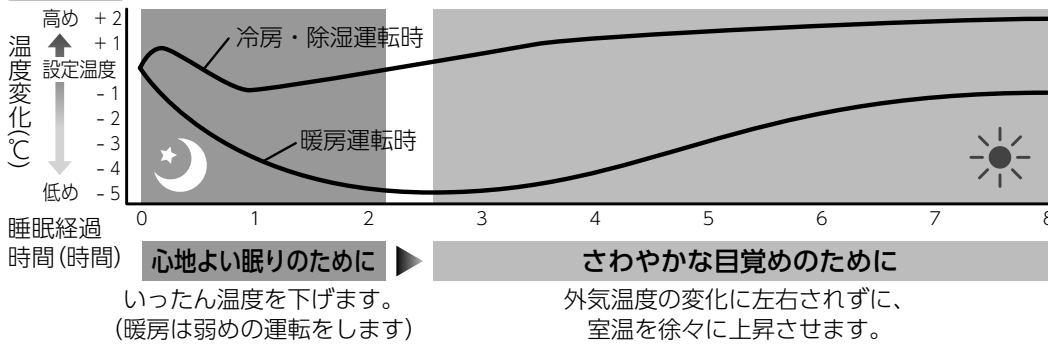 高め
+2
+1
設定温度
-1
-2
-3
-4
-5
低め
温度変化(℃)
冷房・除湿運転時
暖房運転時
0 1 2 3 4 5 6 7 8
睡眠経過
時間(時間)
心地よい眠りのために
いったん温度を下げます。
(暖房は弱めの運転をします)
さわやかな目覚めのために
外気温度の変化に左右されずに、
室温を徐々に上昇させます。